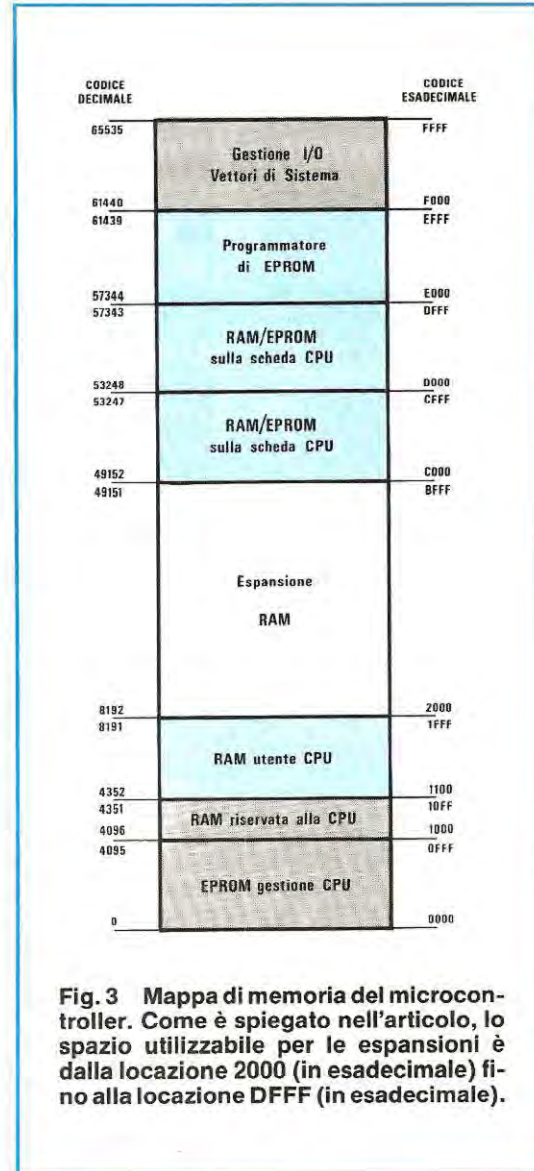 CODICE DECIMALE
CODICE ESADECIMALE
65535
FFFF
Gestione I/O
Vettori di Sistema
61440
F000
61439
EFFF
Programmatore
di EPROM
57344
E000
57343
DFFF
RAM/EPROM
sulla scheda CPU
53248
D000
53247
CFFF
RAM/EPROM
sulla scheda CPU
49152
C000
49151
BFFF
Espansione
RAM
8192
2000
8191
1FFF
RAM utente CPU
4352
1100
4351
10FF
RAM riservata alla CPU
4096
1000
4095
0FFF
EPROM gestione CPU
0
0000
Fig. 3 Mappa di memoria del microcon-
troller. Come è spiegato nell'articolo, lo
spazio utilizzabile per le espansioni è
dalla locazione 2000 (in esadecimale) fi-
no alla locazione DFFF (in esadecimale).